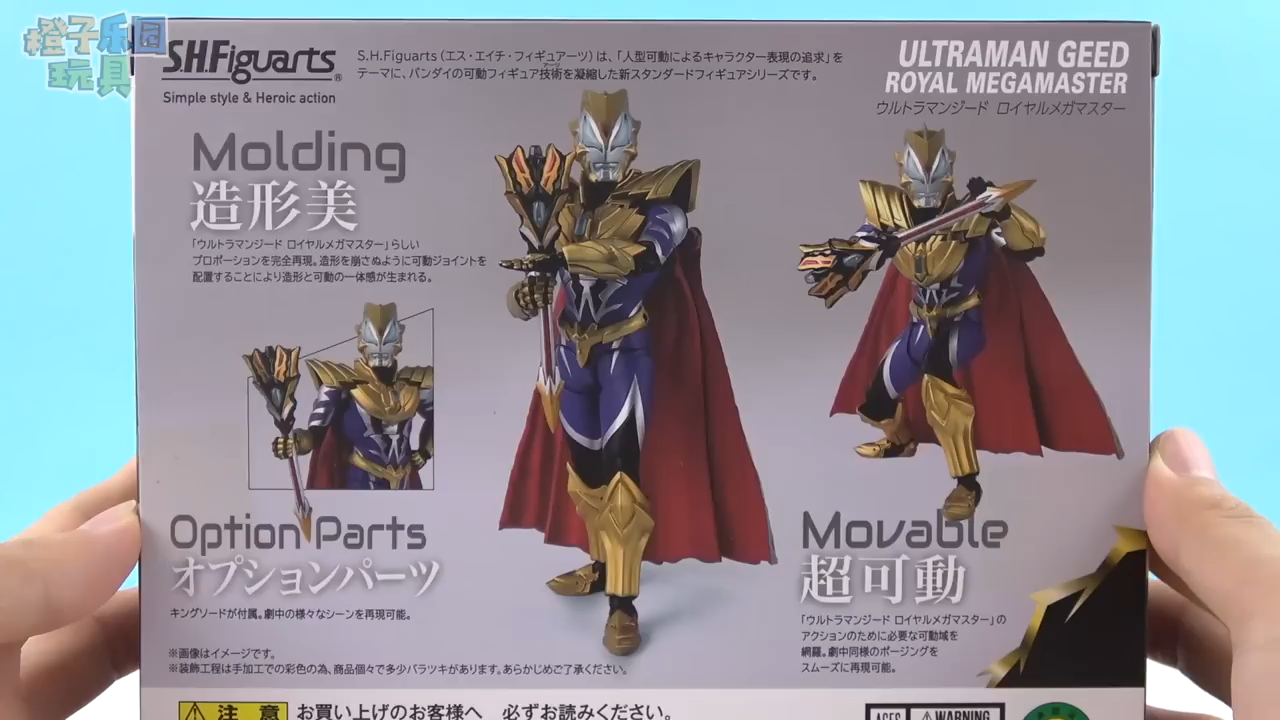 橙子乐园
玩具
S.H.Figuarts®
Simple style & Heroic action
S.H.Figuarts（エス・エイチ・フィギュアーツ）は、「人型可動によるキャラクター表現の追求」を
テーマに、バンダイの可動フィギュア技術を凝縮した新スタンダードフィギュアシリーズです。
ULTRAMAN GEED
ROYAL MEGAMASTER
ウルトラマンジード ロイヤルメガマスター
Molding
造形美
「ウルトラマンジード ロイヤルメガマスター」らしい
プロポーションを完全再現。造形を崩さぬように可動ジョイントを
配置することにより造形と可動の一体感が生まれる。
Option Parts
オプションパーツ
キングソードが付属。劇中の様々なシーンを再現可能。
※画像はイメージです。
※装飾工程は手加工での彩色の為、商品個々で多少バラツキがあります。あらかじめご了承ください。
Movable
超可動
「ウルトラマンジード ロイヤルメガマスター」の
アクションのために必要な可動域を
網羅。劇中同様のポージングを
スムーズに再現可能。
注意 お買い上げのお客様へ 必ずお読みください。
AGES WARNING